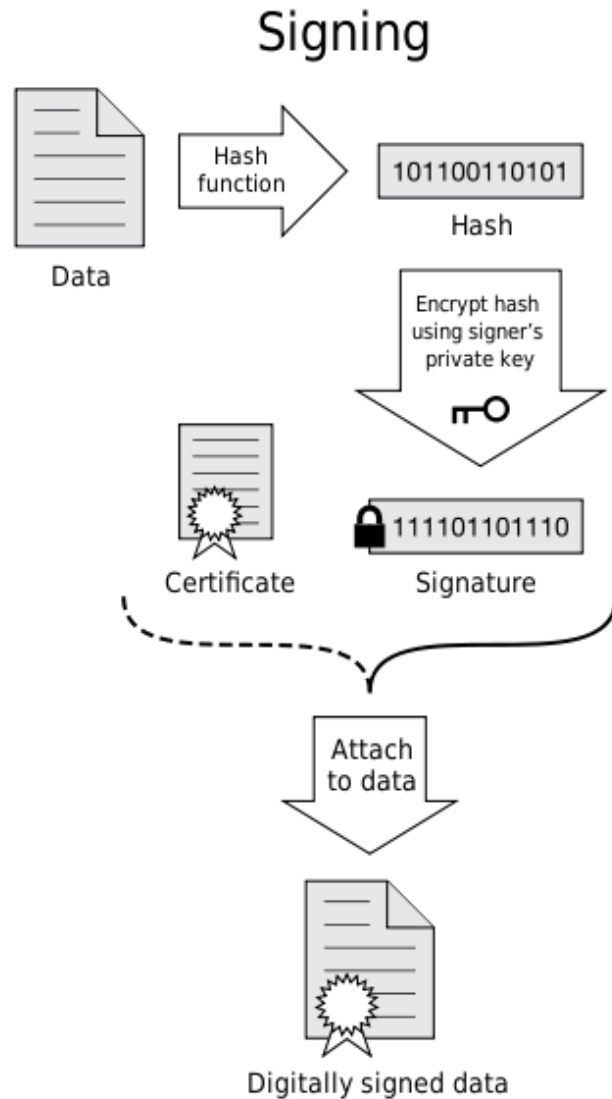 Signing
Hash
function
101100110101
Hash
Data
Encrypt hash
using signer's
private key
111101101110
Certificate
Signature
Attach
to data
Digitally signed data